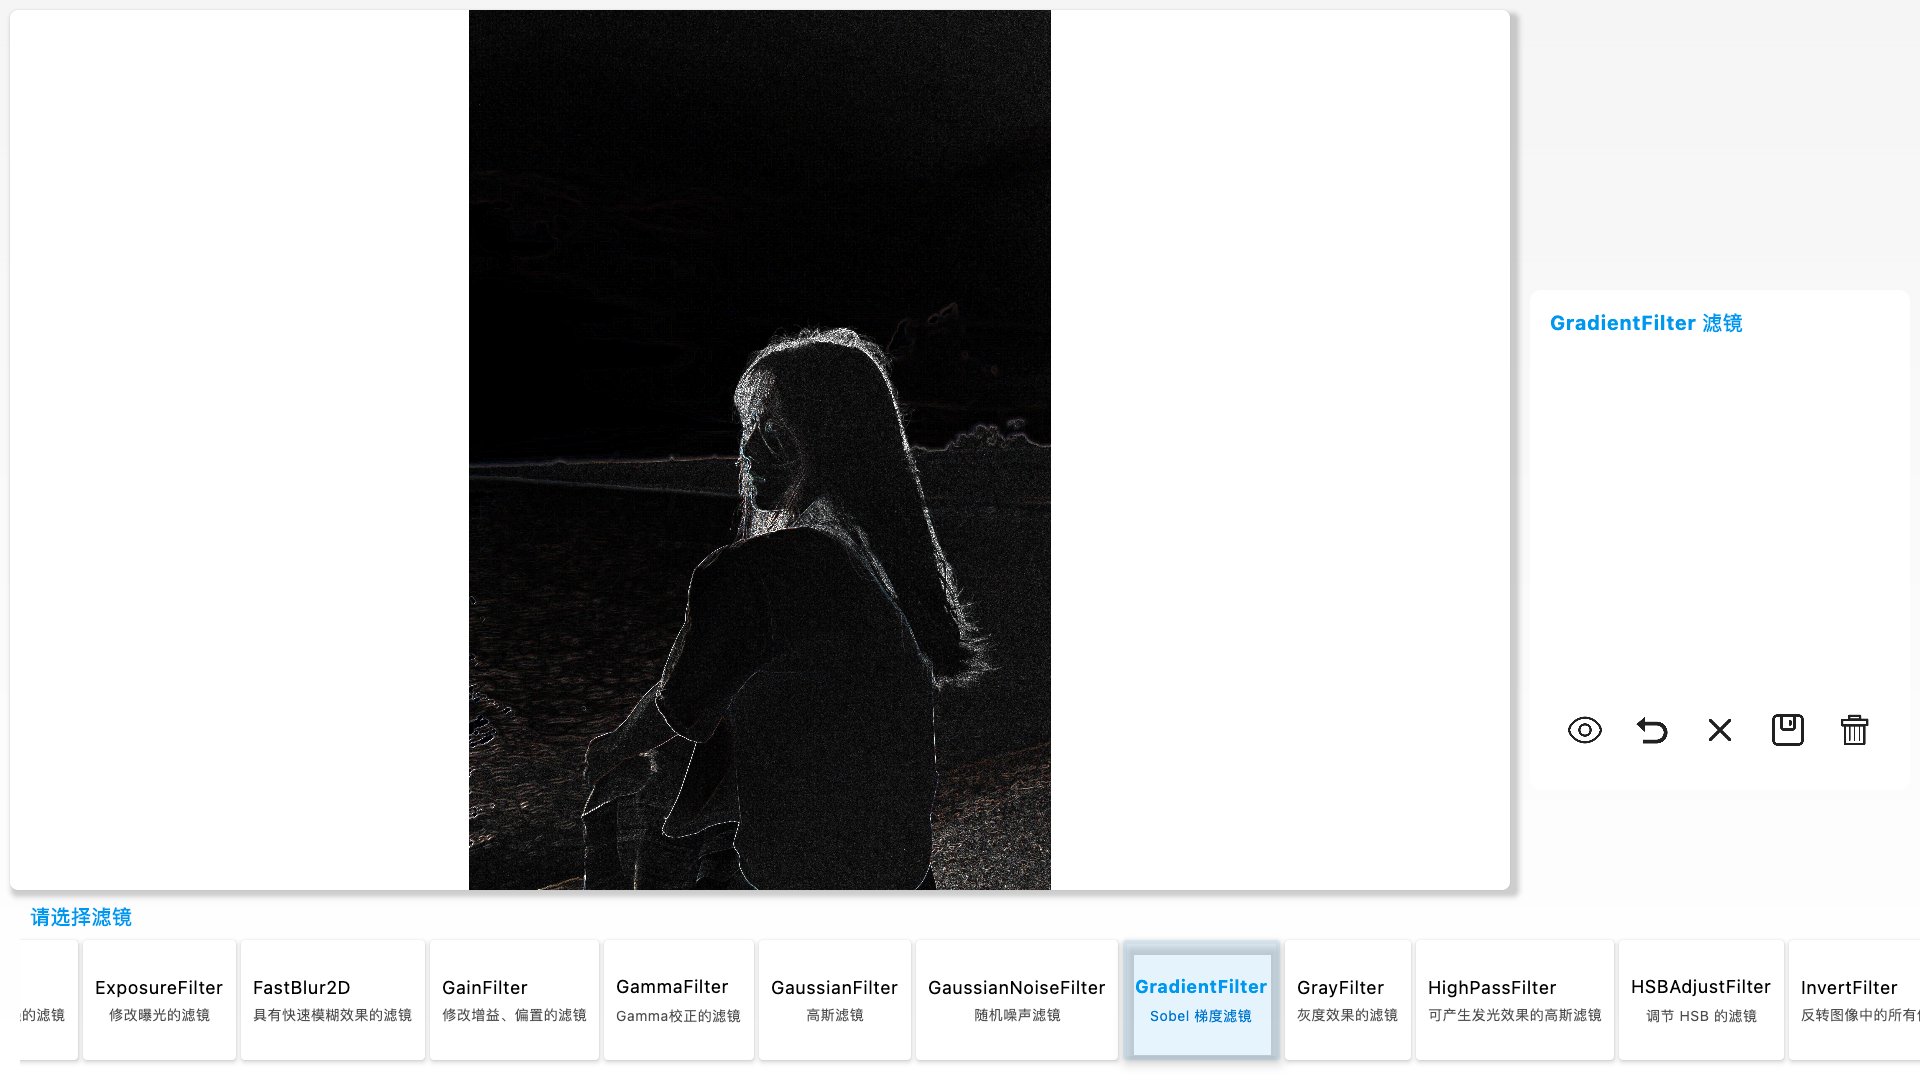 GradientFilter 滤镜
请选择滤镜
的滤镜
ExposureFilter
修改曝光的滤镜
FastBlur2D
具有快速模糊效果的滤镜
GainFilter
修改增益、偏置的滤镜
GammaFilter
Gamma校正的滤镜
GaussianFilter
高斯滤镜
GaussianNoiseFilter
随机噪声滤镜
GradientFilter
Sobel 梯度滤镜
GrayFilter
灰度效果的滤镜
HighPassFilter
可产生发光效果的高斯滤镜
HSBAdjustFilter
调节 HSB 的滤镜
InvertFilter
反转图像中的所有